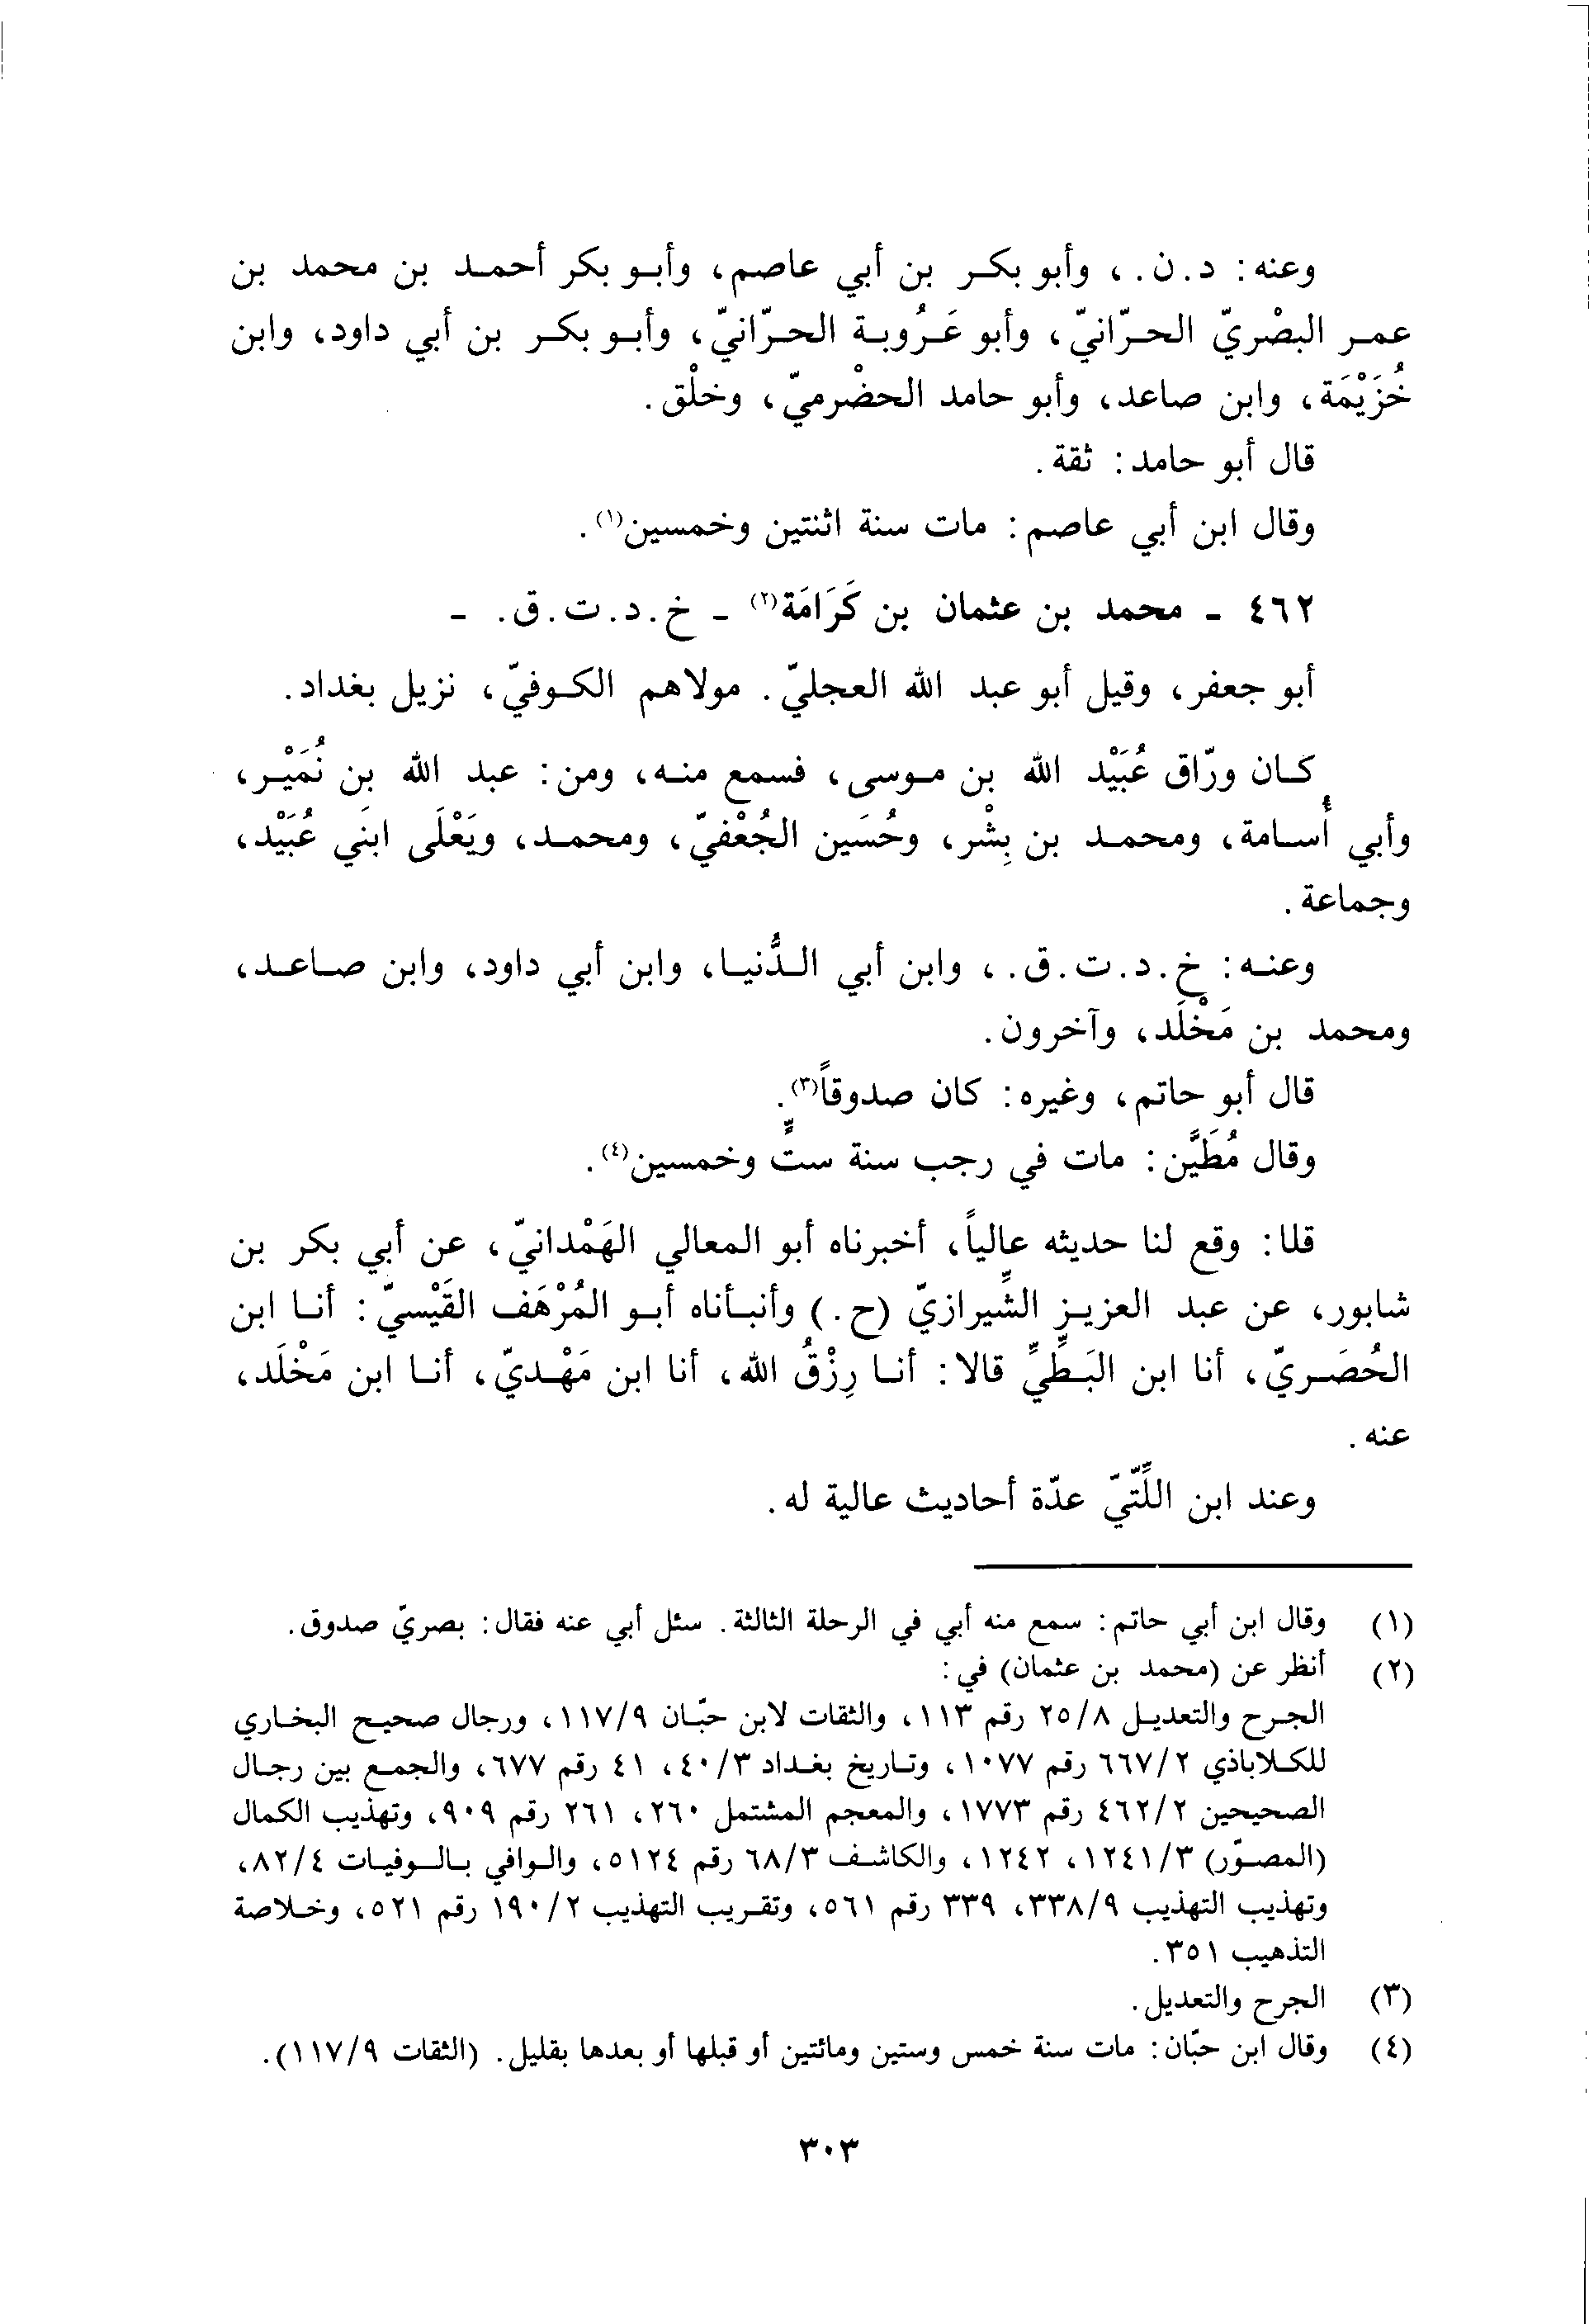 وعنه: د.ن.، وأبو بكر بن أبي عاصم، وأبو بكر أحمد بن محمد بن
عمر البصْريّ الحرّانيّ، وأبو عَرُوبة الحرّانيّ، وأبو بكر بن أبي داود، وابن
خُزَيْمَة، وابن صاعد، وأبو حامد الحضْرميّ، وخلْق.
قال أبو حامد: ثقة.
وقال ابن أبي عاصم: مات سنة اثنتين وخمسين(١).
٤٦٢ - محمد بن عثمان بن كَرَامَة(٢) - خ.د.ت.ق. -
أبو جعفر، وقيل أبو عبد الله العجليّ. مولاهم الكوفيّ، نزيل بغداد.
كان ورّاق عُبَيْد الله بن موسى، فسمع منه، ومن: عبد الله بن نُمَيْر،
وأبي أُسامة، ومحمد بن بِشْر، وحُسَين الجُعْفيّ، ومحمد، ويَعْلَى ابنَي عُبَيْد،
وجماعة.
وعنه: خ.د.ت.ق.، وابن أبي الدُّنيا، وابن أبي داود، وابن صاعد،
ومحمد بن مَخْلَد، وآخرون.
قال أبو حاتم، وغيره: كان صدوقاً(٣).
وقال مُطَيَّن: مات في رجب سنة ستٍّ وخمسين(٤).
قلنا: وقع لنا حديثه عالياً، أخبرناه أبو المعالي الهَمْدانيّ، عن أبي بكر بن
شابور، عن عبد العزيز الشِّيرازيّ (ح.) وأنبأناه أبو المُرْهَف القَيْسيّ: أنا ابن
الحُصَريّ، أنا ابن البَطِّيِّ قالا: أنا رِزْقُ الله، أنا ابن مَهْديّ، أنا ابن مَخْلَد،
عنه.
وعند ابن اللَّتّيّ عدّة أحاديث عالية له.
(١) وقال ابن أبي حاتم: سمع منه أبي في الرحلة الثالثة. سئل أبي عنه فقال: بصريّ صدوق.
(٢) أنظر عن (محمد بن عثمان) في:
الجرح والتعديل ٢٥/٨ رقم ١١٣، والثقات لابن حبّان ١١٧/٩، ورجال صحيح البخاري
للكلاباذي ٦٦٧/٢ رقم ١٠٧٧، وتاريخ بغداد ٤٠/٣، ٤١ رقم ٦٧٧، والجمع بين رجال
الصحيحين ٤٦٢/٢ رقم ١٧٧٣، والمعجم المشتمل ٢٦٠، ٢٦١ رقم ٩٠٩، وتهذيب الكمال
(المصوّر) ١٢٤١/٣، ١٢٤٢، والكاشف ٦٨/٣ رقم ٥١٢٤، والوافي بالوفيات ٨٢/٤،
وتهذيب التهذيب ٣٣٨/٩، ٣٣٩ رقم ٥٦١، وتقريب التهذيب ١٩٠/٢ رقم ٥٢١، وخلاصة
التذهيب ٣٥١.
(٣) الجرح والتعديل.
(٤) وقال ابن حبّان: مات سنة خمس وستين ومائتين أو قبلها أو بعدها بقليل. (الثقات ١١٧/٩).
٣٠٣